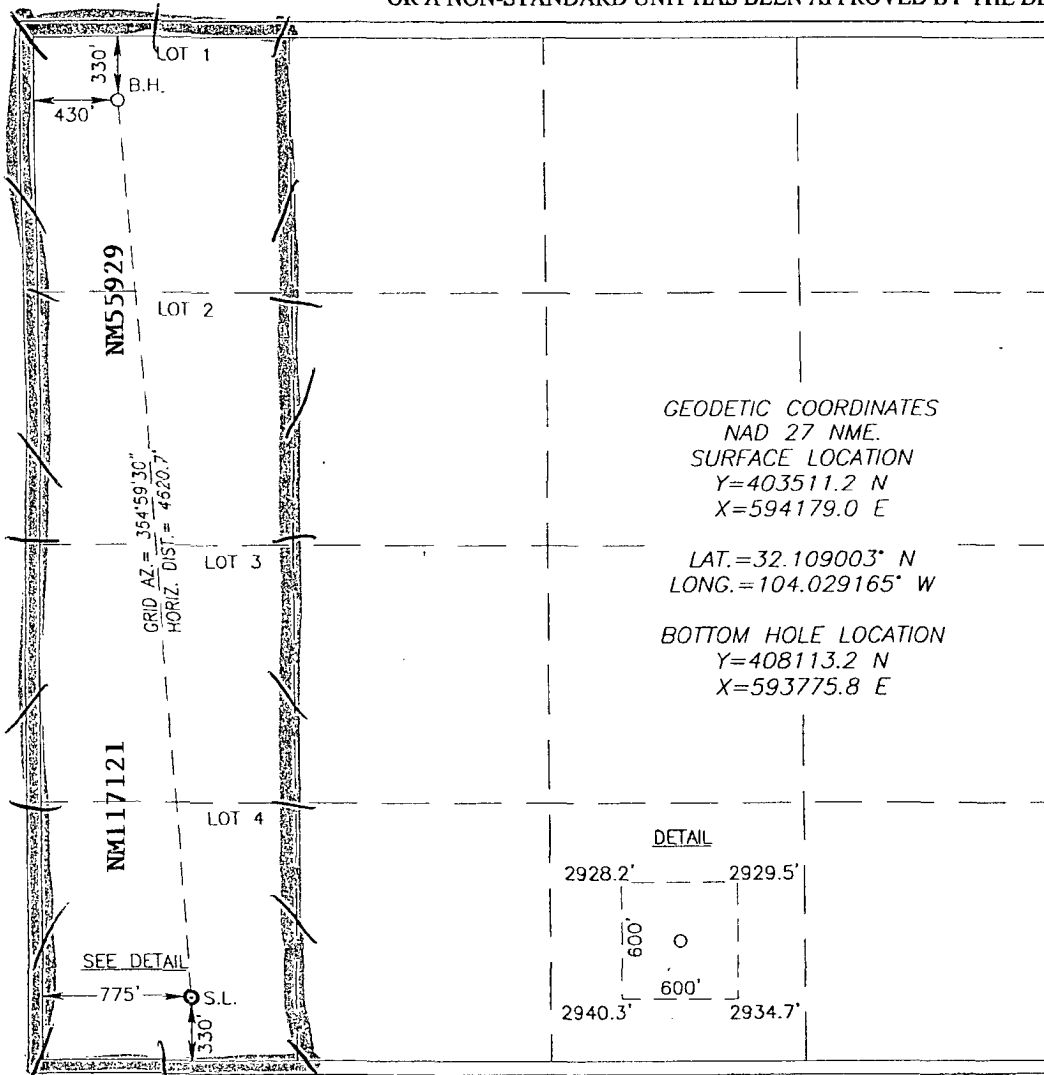 OR A NON-STANDARD UNIT HAS BEEN APPROVED BY THE
LOT 1
330'
B.H.
430'
NM55929
LOT 2
GEODETIC COORDINATES
NAD 27 NME.
SURFACE LOCATION
Y=403511.2 N
X=594179.0 E
GRID AZ.= 354°59'30"
HORIZ. DIST.= 4620.7'
LOT 3
LAT.=32.109003° N
LONG.=104.029165° W
BOTTOM HOLE LOCATION
Y=408113.2 N
X=593775.8 E
NM117121
LOT 4
DETAIL
2928.2' 2929.5'
600'
600'
2940.3' 2934.7'
SEE DETAIL
775'
S.L.
330'